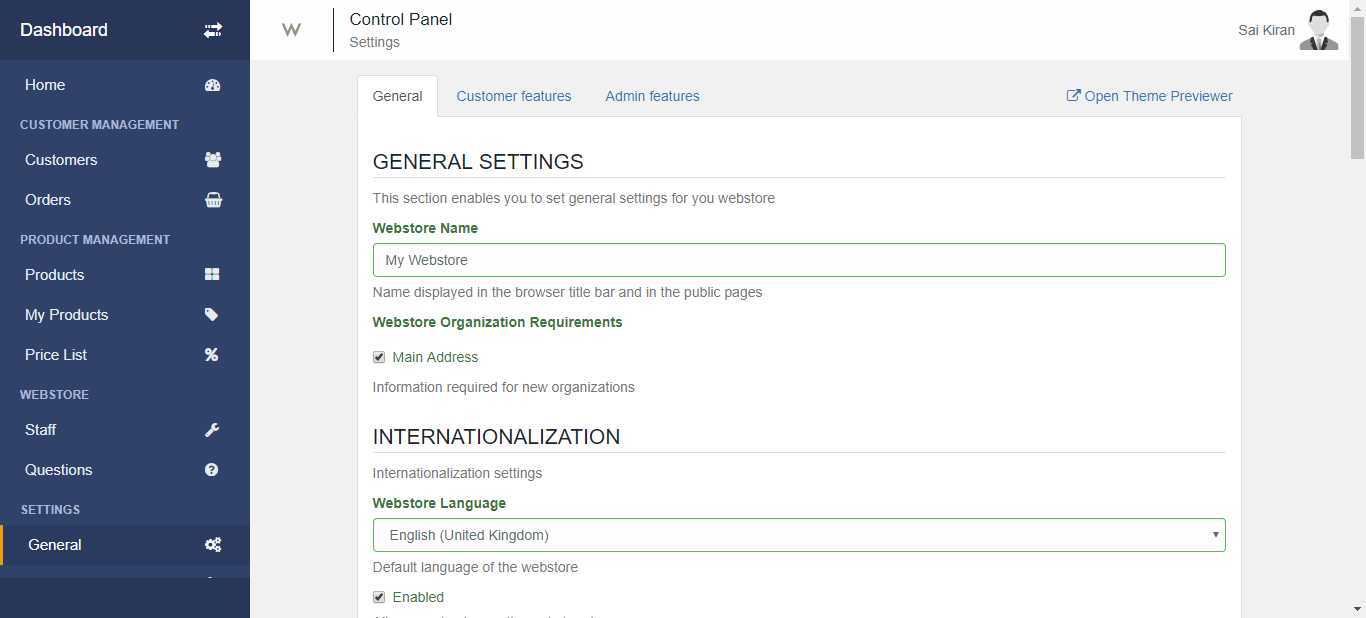 Dashboard
Home
CUSTOMER MANAGEMENT
Customers
Orders
PRODUCT MANAGEMENT
Products
My Products
Price List
WEBSTORE
Staff
Questions
SETTINGS
General
W
Control Panel
Settings
Sai Kiran
General
Customer features
Admin features
Open Theme Previewer
GENERAL SETTINGS
This section enables you to set general settings for you webstore
Webstore Name
My Webstore
Name displayed in the browser title bar and in the public pages
Webstore Organization Requirements
Main Address
Information required for new organizations
INTERNATIONALIZATION
Internationalization settings
Webstore Language
English (United Kingdom)
Default language of the webstore
Enabled